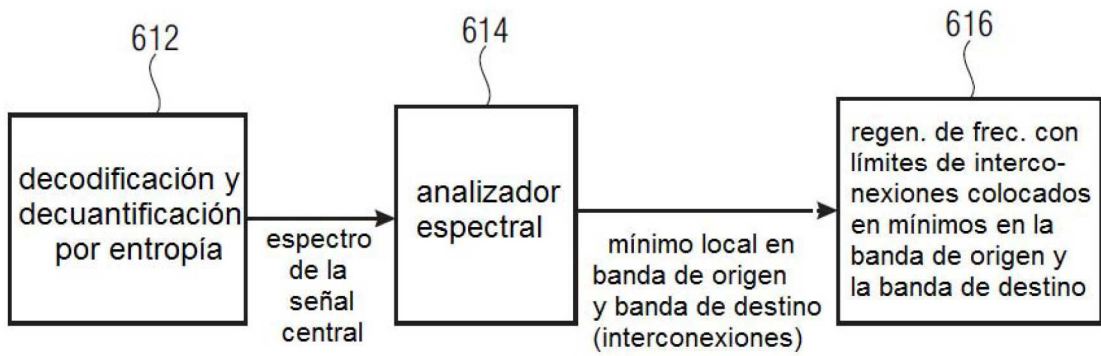 612
614
616
decodificación y
decuantificación
por entropía
espectro
de la
señal
central
analizador
espectral
mínimo local en
banda de origen
y banda de destino
(interconexiones)
regen. de frec. con
límites de interco-
nexiones colocados
en mínimos en la
banda de origen y
la banda de destino